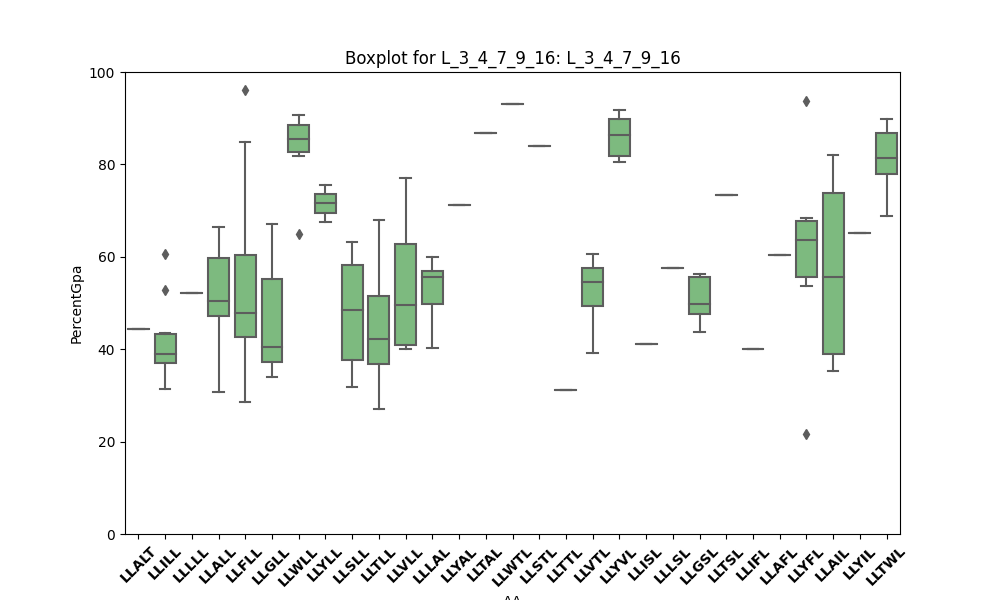 Boxplot for L_3_4_7_9_16: L_3_4_7_9_16
100
80
60
40
20
0
PercentGpa
LLALT
LLILL
LLLLL
LLALL
LLFLL
LLGLL
LLWLL
LLYLL
LLSLL
LLTLL
LLVLL
LLLAL
LLYAL
LLTAL
LLWTL
LLSTL
LLTTL
LLVTL
LLYVL
LLISL
LLLSL
LLGSL
LLTSL
LLIFL
LLAFL
LLYFL
LLAIL
LLYIL
LLTWL
AA